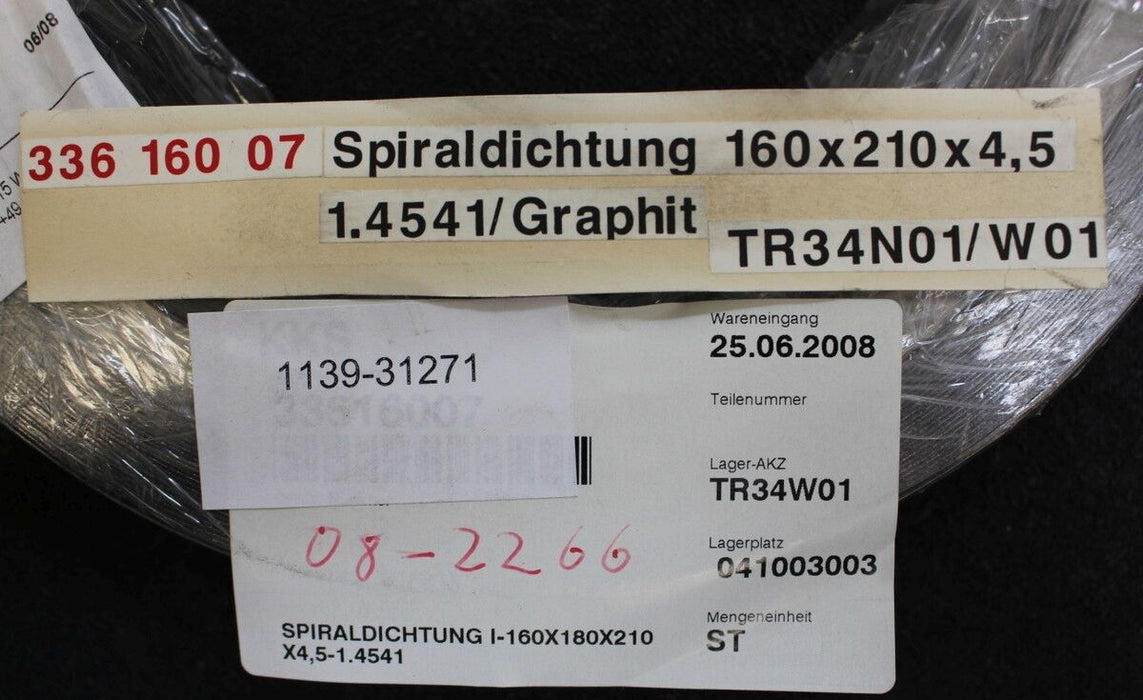 06/08
336 160 07 Spiraldichtung 160x210x4,5
1.4541/Graphit
TR34N01/W01
1139-31271
33616007
Wareneingang
25.06.2008
Teilenummer
Lager-AKZ
TR34W01
Lagerplatz
041003003
Mengeneinheit
ST
08-2266
SPIRALDICHTUNG I-160X180X210
X4,5-1.4541